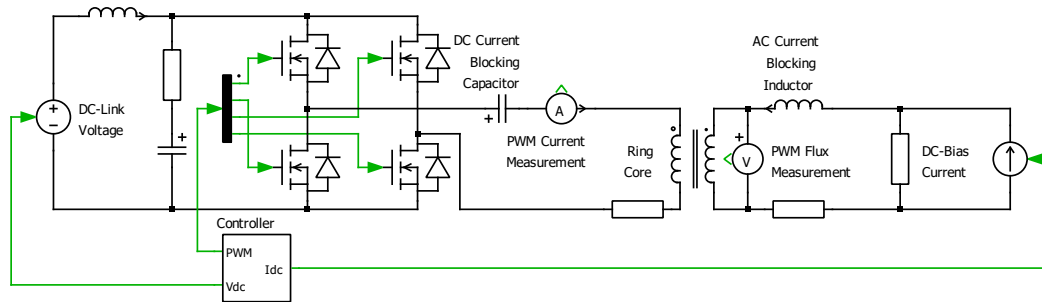 DC-Link
Voltage
+
−
+
DC Current
Blocking
Capacitor
+
A
PWM Current
Measurement
Ring
Core
+
V
PWM Flux
Measurement
AC Current
Blocking
Inductor
DC-Bias
Current
Controller
PWM
Idc
Vdc